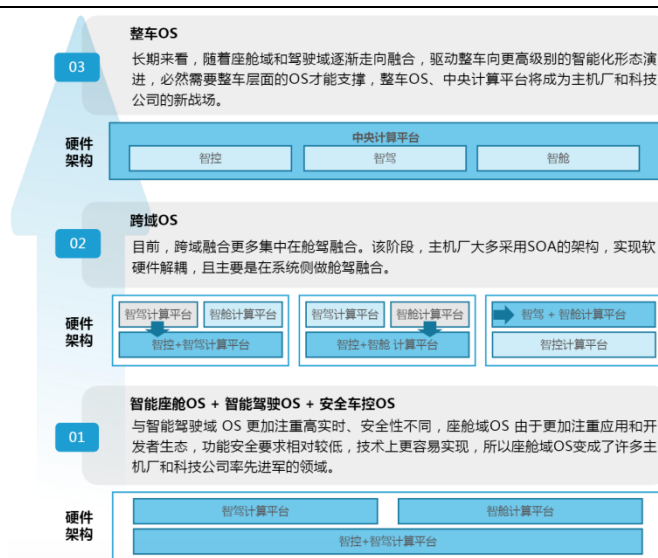 整车OS
03
长期来看，随着座舱域和驾驶域逐渐走向融合，驱动整车向更高级别的智能化形态演
进，必然需要整车层面的OS才能支撑，整车OS、中央计算平台将成为主机厂和科技
公司的新战场。
硬件
架构
中央计算平台
智控
智驾
智舱
跨域OS
02
目前，跨域融合更多集中在舱驾融合。该阶段，主机厂大多采用SOA的架构，实现软
硬件解耦，且主要是在系统侧做舱驾融合。
硬件
架构
智驾计算平台
智舱计算平台
智控+智驾计算平台
智驾计算平台
智舱计算平台
智控+智舱 计算平台
智驾 + 智舱计算平台
智控计算平台
智能座舱OS + 智能驾驶OS + 安全车控OS
01
与智能驾驶域 OS 更加注重高实时、安全性不同，座舱域OS 由于更加注重应用和开
发者生态，功能安全要求相对较低，技术上更容易实现，所以座舱域OS变成了许多主
机厂和科技公司率先进军的领域。
硬件
架构
智驾计算平台
智舱计算平台
智控+智驾计算平台